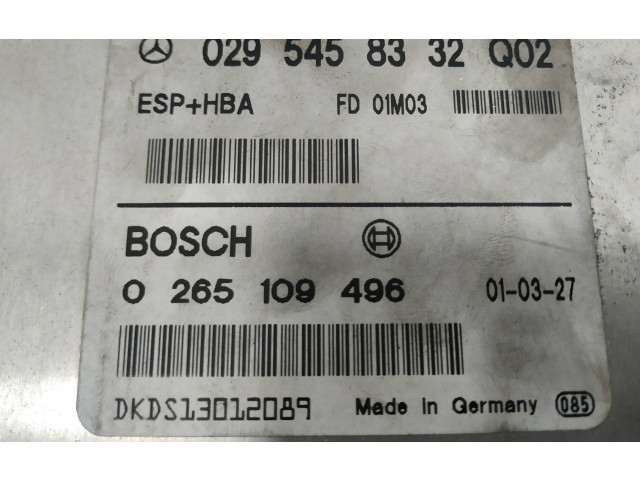 029 545 83 32 Q02
ESP+HBA FD 01M03
BOSCH
0 265 109 496 01-03-27
DKDS13012089 Made In Germany 085